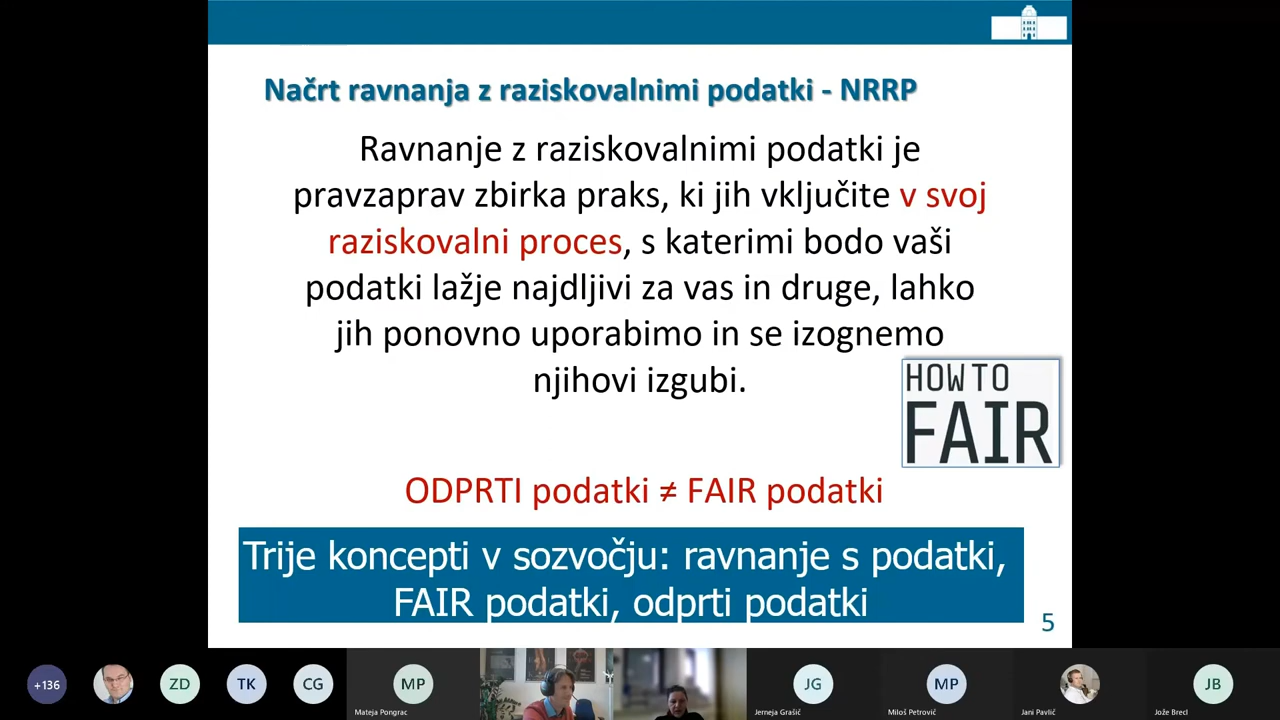 Načrt ravnanja z raziskovalnimi podatki - NRRP
Ravnanje z raziskovalnimi podatki je
pravzaprav zbirka praks, ki jih vključite v svoj
raziskovalni proces, s katerimi bodo vaši
podatki lažje najdljivi za vas in druge, lahko
jih ponovno uporabimo in se izognemo
njihovi izgubi.
HOW TO
FAIR
ODPRTI podatki ≠ FAIR podatki
Trije koncepti v sozvočju: ravnanje s podatki,
FAIR podatki, odprti podatki
5
+136
ZD
TK
CG
MP
JG
MP
JB
Mateja Pongrac
Jerneja Grašič
Miloš Petrovič
Jani Pavlič
Jože Brecl